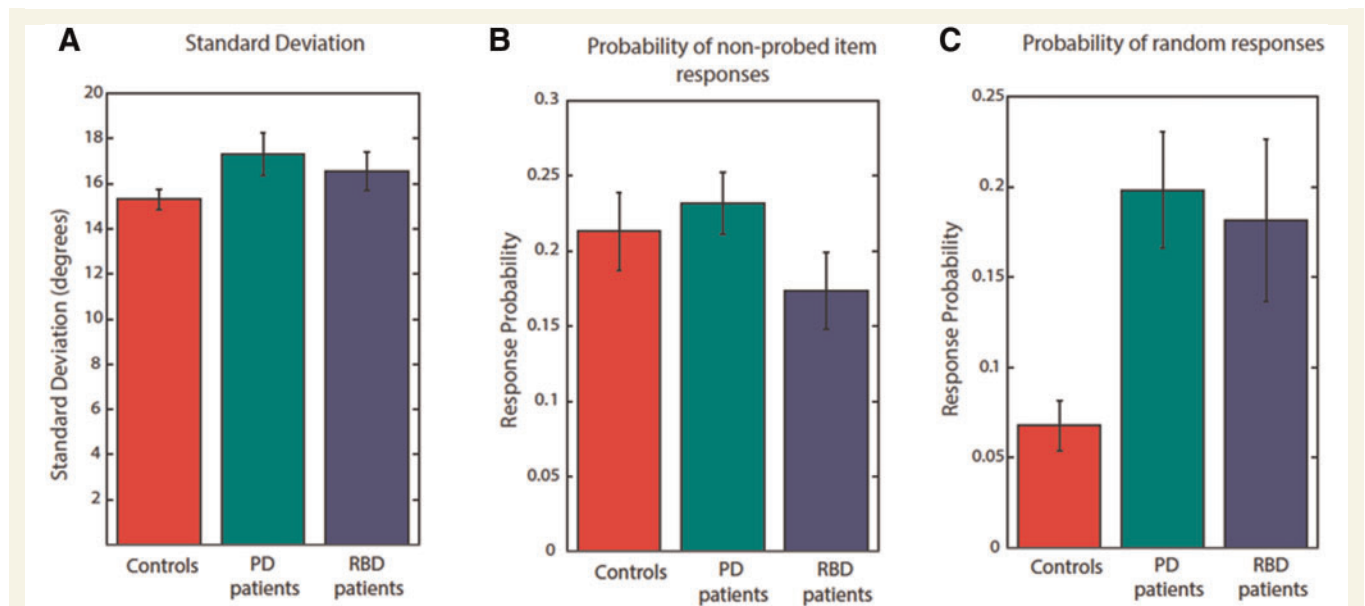 A
Standard Deviation
Standard Deviation (degrees)
20
18
16
14
12
10
8
6
4
2
Controls
PD
patients
RBD
patients
B
Probability of non-probed item
responses
Response Probability
0.3
0.25
0.2
0.15
0.1
0.05
0
Controls
PD
patients
RBD
patients
C
Probability of random responses
Response Probability
0.25
0.2
0.15
0.1
0.05
0
Controls
PD
patients
RBD
patients